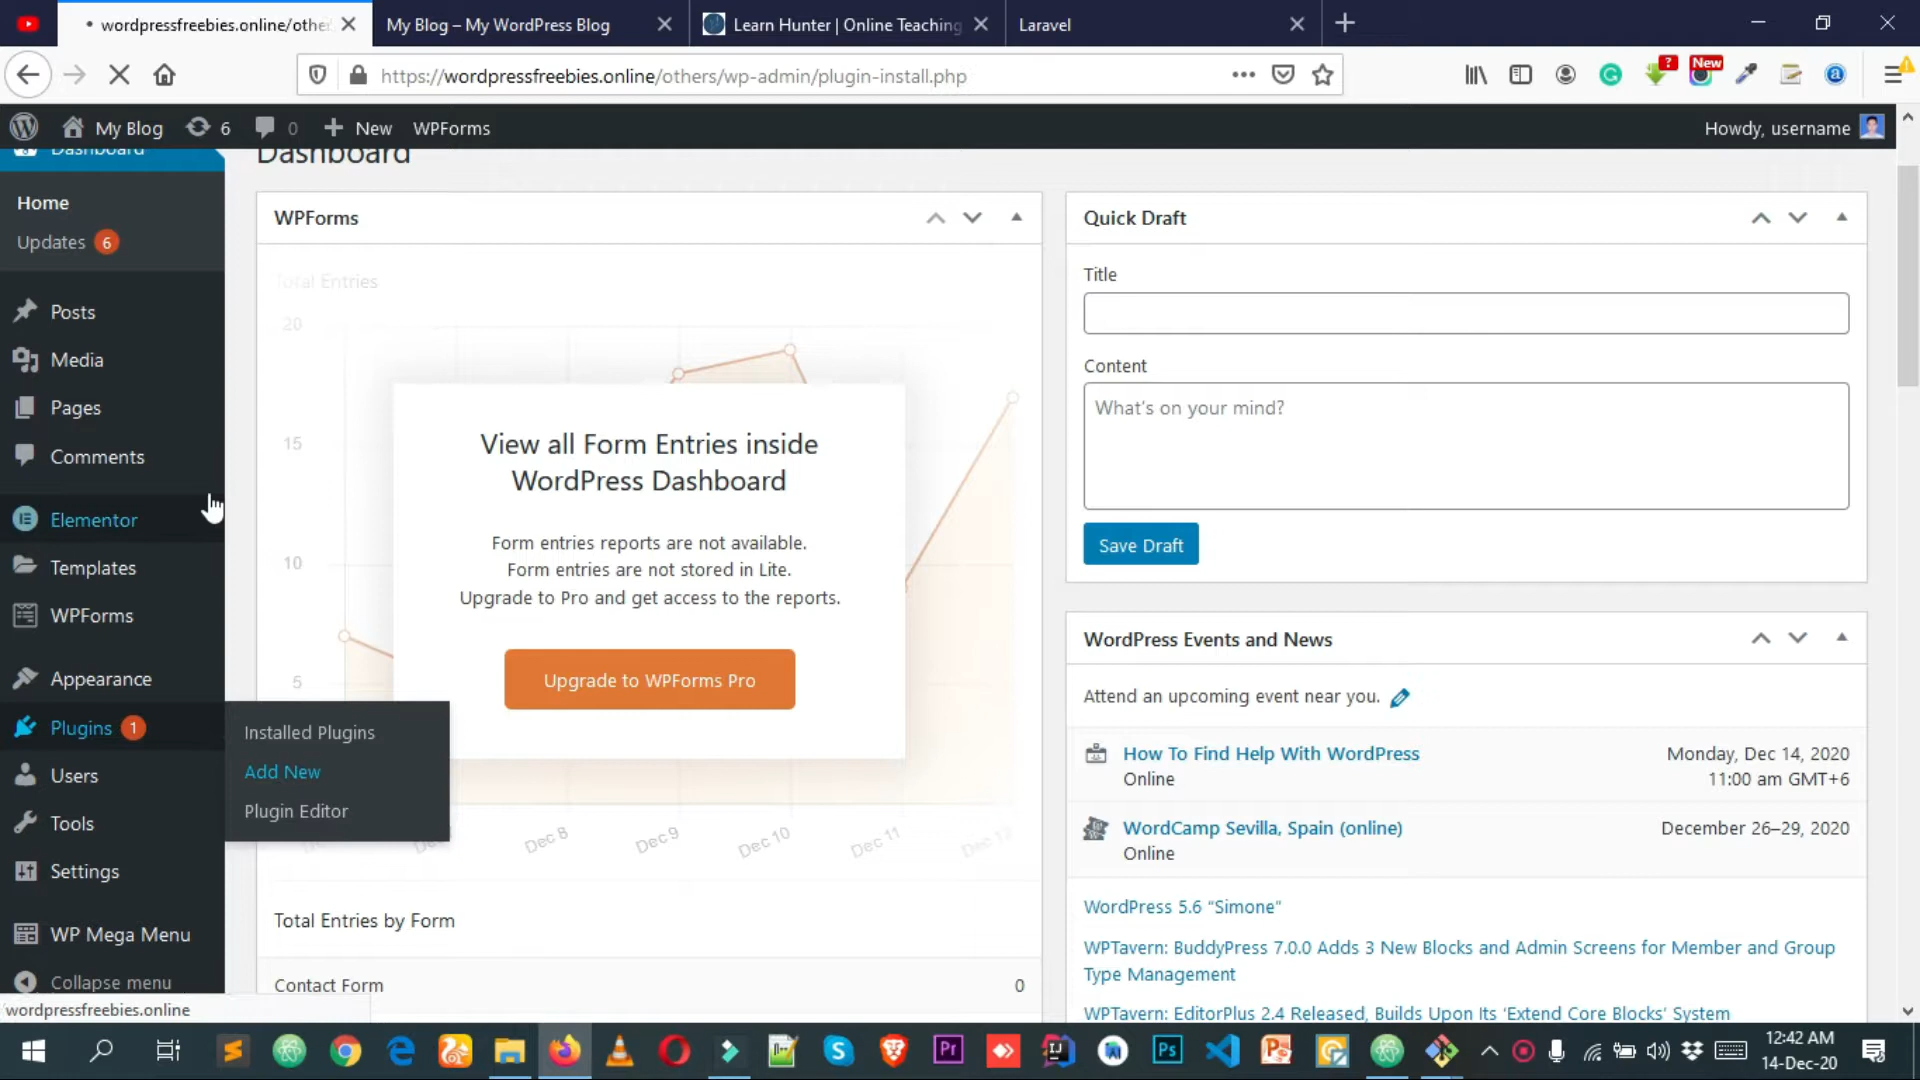 wordpressfreebies.online/other
My Blog – My WordPress Blog
Learn Hunter | Online Teaching
Laravel
https://wordpressfreebies.online/others/wp-admin/plugin-install.php
?
New
My Blog
6
0
New
WPForms
Howdy, username
Dashboard
Home
Updates 6
Posts
Media
Pages
Comments
Elementor
Templates
WPForms
Appearance
Plugins 1
Users
Tools
Settings
WP Mega Menu
Collapse menu
Installed Plugins
Add New
Plugin Editor
wordpressfreebies.online
Dashboard
WPForms
Total Entries
20
15
10
5
View all Form Entries inside
WordPress Dashboard
Form entries reports are not available.
Form entries are not stored in Lite.
Upgrade to Pro and get access to the reports.
Upgrade to WPForms Pro
Dec 8
Dec 9
Dec 10
Dec 11
Total Entries by Form
Contact Form
0
Quick Draft
Title
Content
What's on your mind?
Save Draft
WordPress Events and News
Attend an upcoming event near you.
How To Find Help With WordPress
Online
Monday, Dec 14, 2020
11:00 am GMT+6
WordCamp Sevilla, Spain (online)
Online
December 26–29, 2020
WordPress 5.6 “Simone”
WPTavern: BuddyPress 7.0.0 Adds 3 New Blocks and Admin Screens for Member and Group
Type Management
WPTavern: EditorPlus 2.4 Released, Builds Upon Its ‘Extend Core Blocks’ System
Pr
Ps
12:42 AM
14-Dec-20